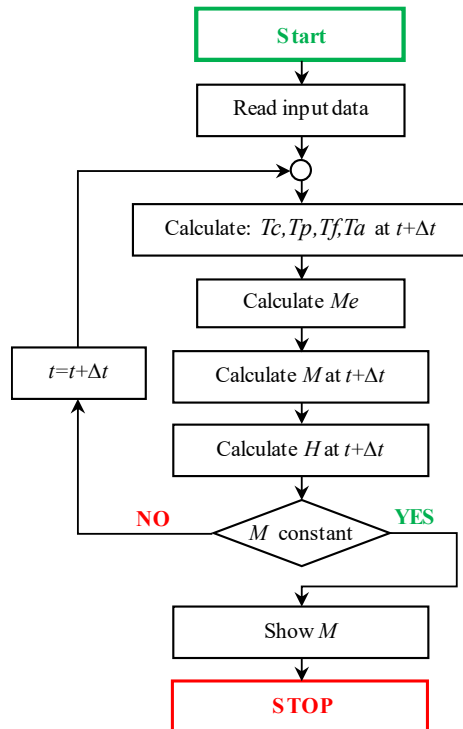 Start
Read input data
Calculate: Tc,Tp,Tf,Ta at t+Δt
Calculate Me
t=t+Δt
Calculate M at t+Δt
Calculate H at t+Δt
NO
M constant
YES
Show M
STOP